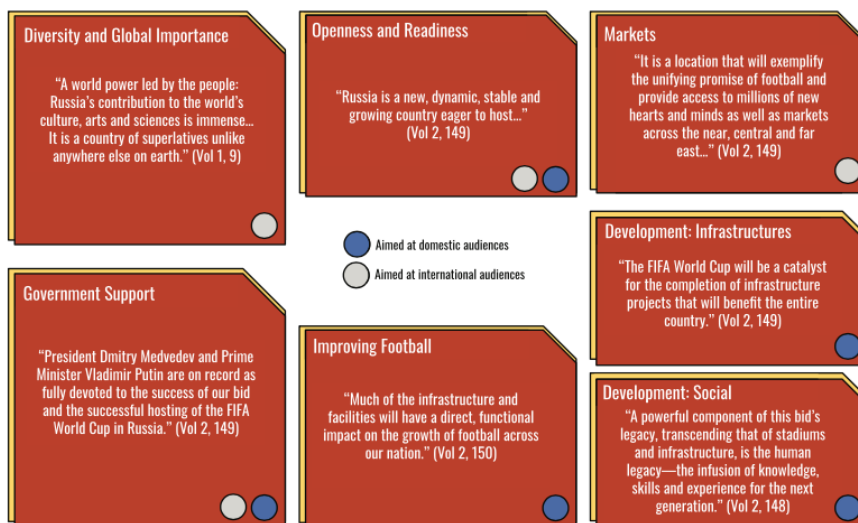 Diversity and Global Importance
“A world power led by the people:
Russia’s contribution to the world’s
culture, arts and sciences is immense...
It is a country of superlatives unlike
anywhere else on earth.” (Vol 1, 9)
Openness and Readiness
“Russia is a new, dynamic, stable and
growing country eager to host...”
(Vol 2, 149)
Markets
“It is a location that will exemplify
the unifying promise of football and
provide access to millions of new
hearts and minds as well as markets
across the near, central and far
east...” (Vol 2, 149)
Aimed at domestic audiences
Aimed at international audiences
Development: Infrastructures
“The FIFA World Cup will be a catalyst
for the completion of infrastructure
projects that will benefit the entire
country.” (Vol 2, 149)
Government Support
“President Dmitry Medvedev and Prime
Minister Vladimir Putin are on record as
fully devoted to the success of our bid
and the successful hosting of the FIFA
World Cup in Russia.” (Vol 2, 149)
Improving Football
“Much of the infrastructure and
facilities will have a direct, functional
impact on the growth of football across
our nation.” (Vol 2, 150)
Development: Social
“A powerful component of this bid’s
legacy, transcending that of stadiums
and infrastructure, is the human
legacy—the infusion of knowledge,
skills and experience for the next
generation.” (Vol 2, 148)